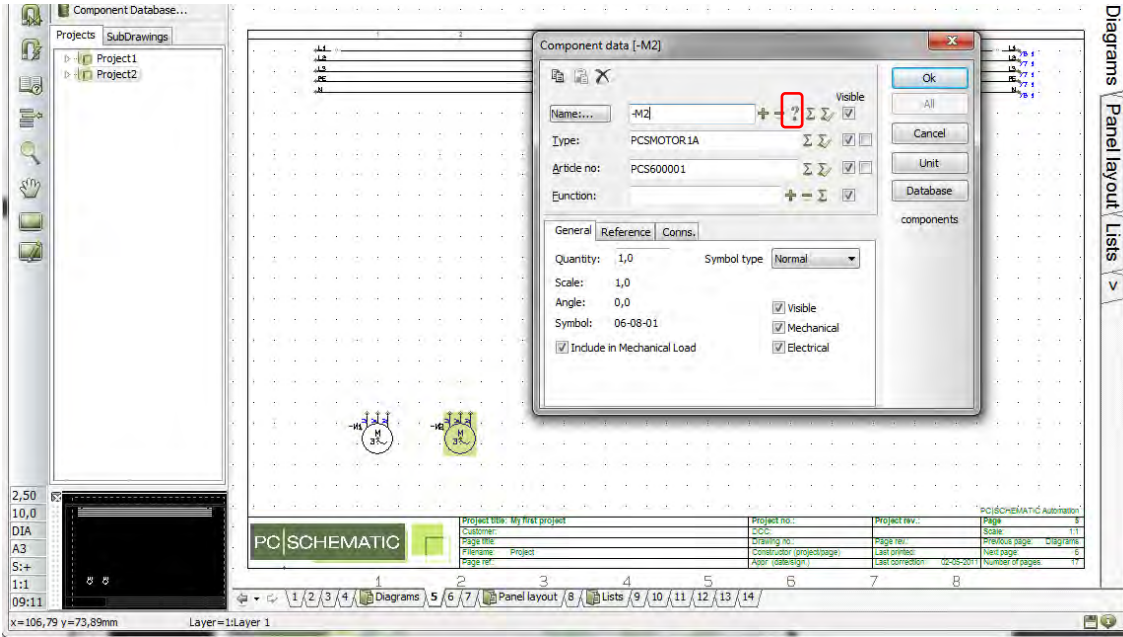 Component Database...
Projects SubDrawings
Project1
Project2
1 2
L1
L2
L3
PE
N
Component data [-M2]
Visible
Name:... -M2
Type: PCSMOTOR1A
Article no: PCS600001
Function:
General Reference Conns.
Quantity: 1,0 Symbol type Normal
Scale: 1,0
Angle: 0,0
Symbol: 06-08-01
Include in Mechanical Load
Visible
Mechanical
Electrical
Ok
All
Cancel
Unit
Database
components
Diagrams
Panel layout
Lists
>
-M1
M
3~
-M2
M
3~
2,50
10,0
DIA
A3
S:+
1:1
09:11
PC|SCHEMATIC
PC|SCHEMATIC Automation
Project title: My first project Project no.: Project rev.: Page 5
Customer: DCC: Scale: 1:1
Page title: Drawing no.: Page rev.: Previous page: Diagrams
Filename: Project Constructor (project/page) Last printed: Next page: 6
Page ref.: Appr. (date/sign.) Last correction: 02-05-2011 Number of pages: 17
1 2 3 4 5 6 7 8
1 2 3 4 Diagrams 5 6 7 Panel layout 8 Lists 9 10 11 12 13 14
x=106,79 y=73,89mm Layer=1:Layer 1